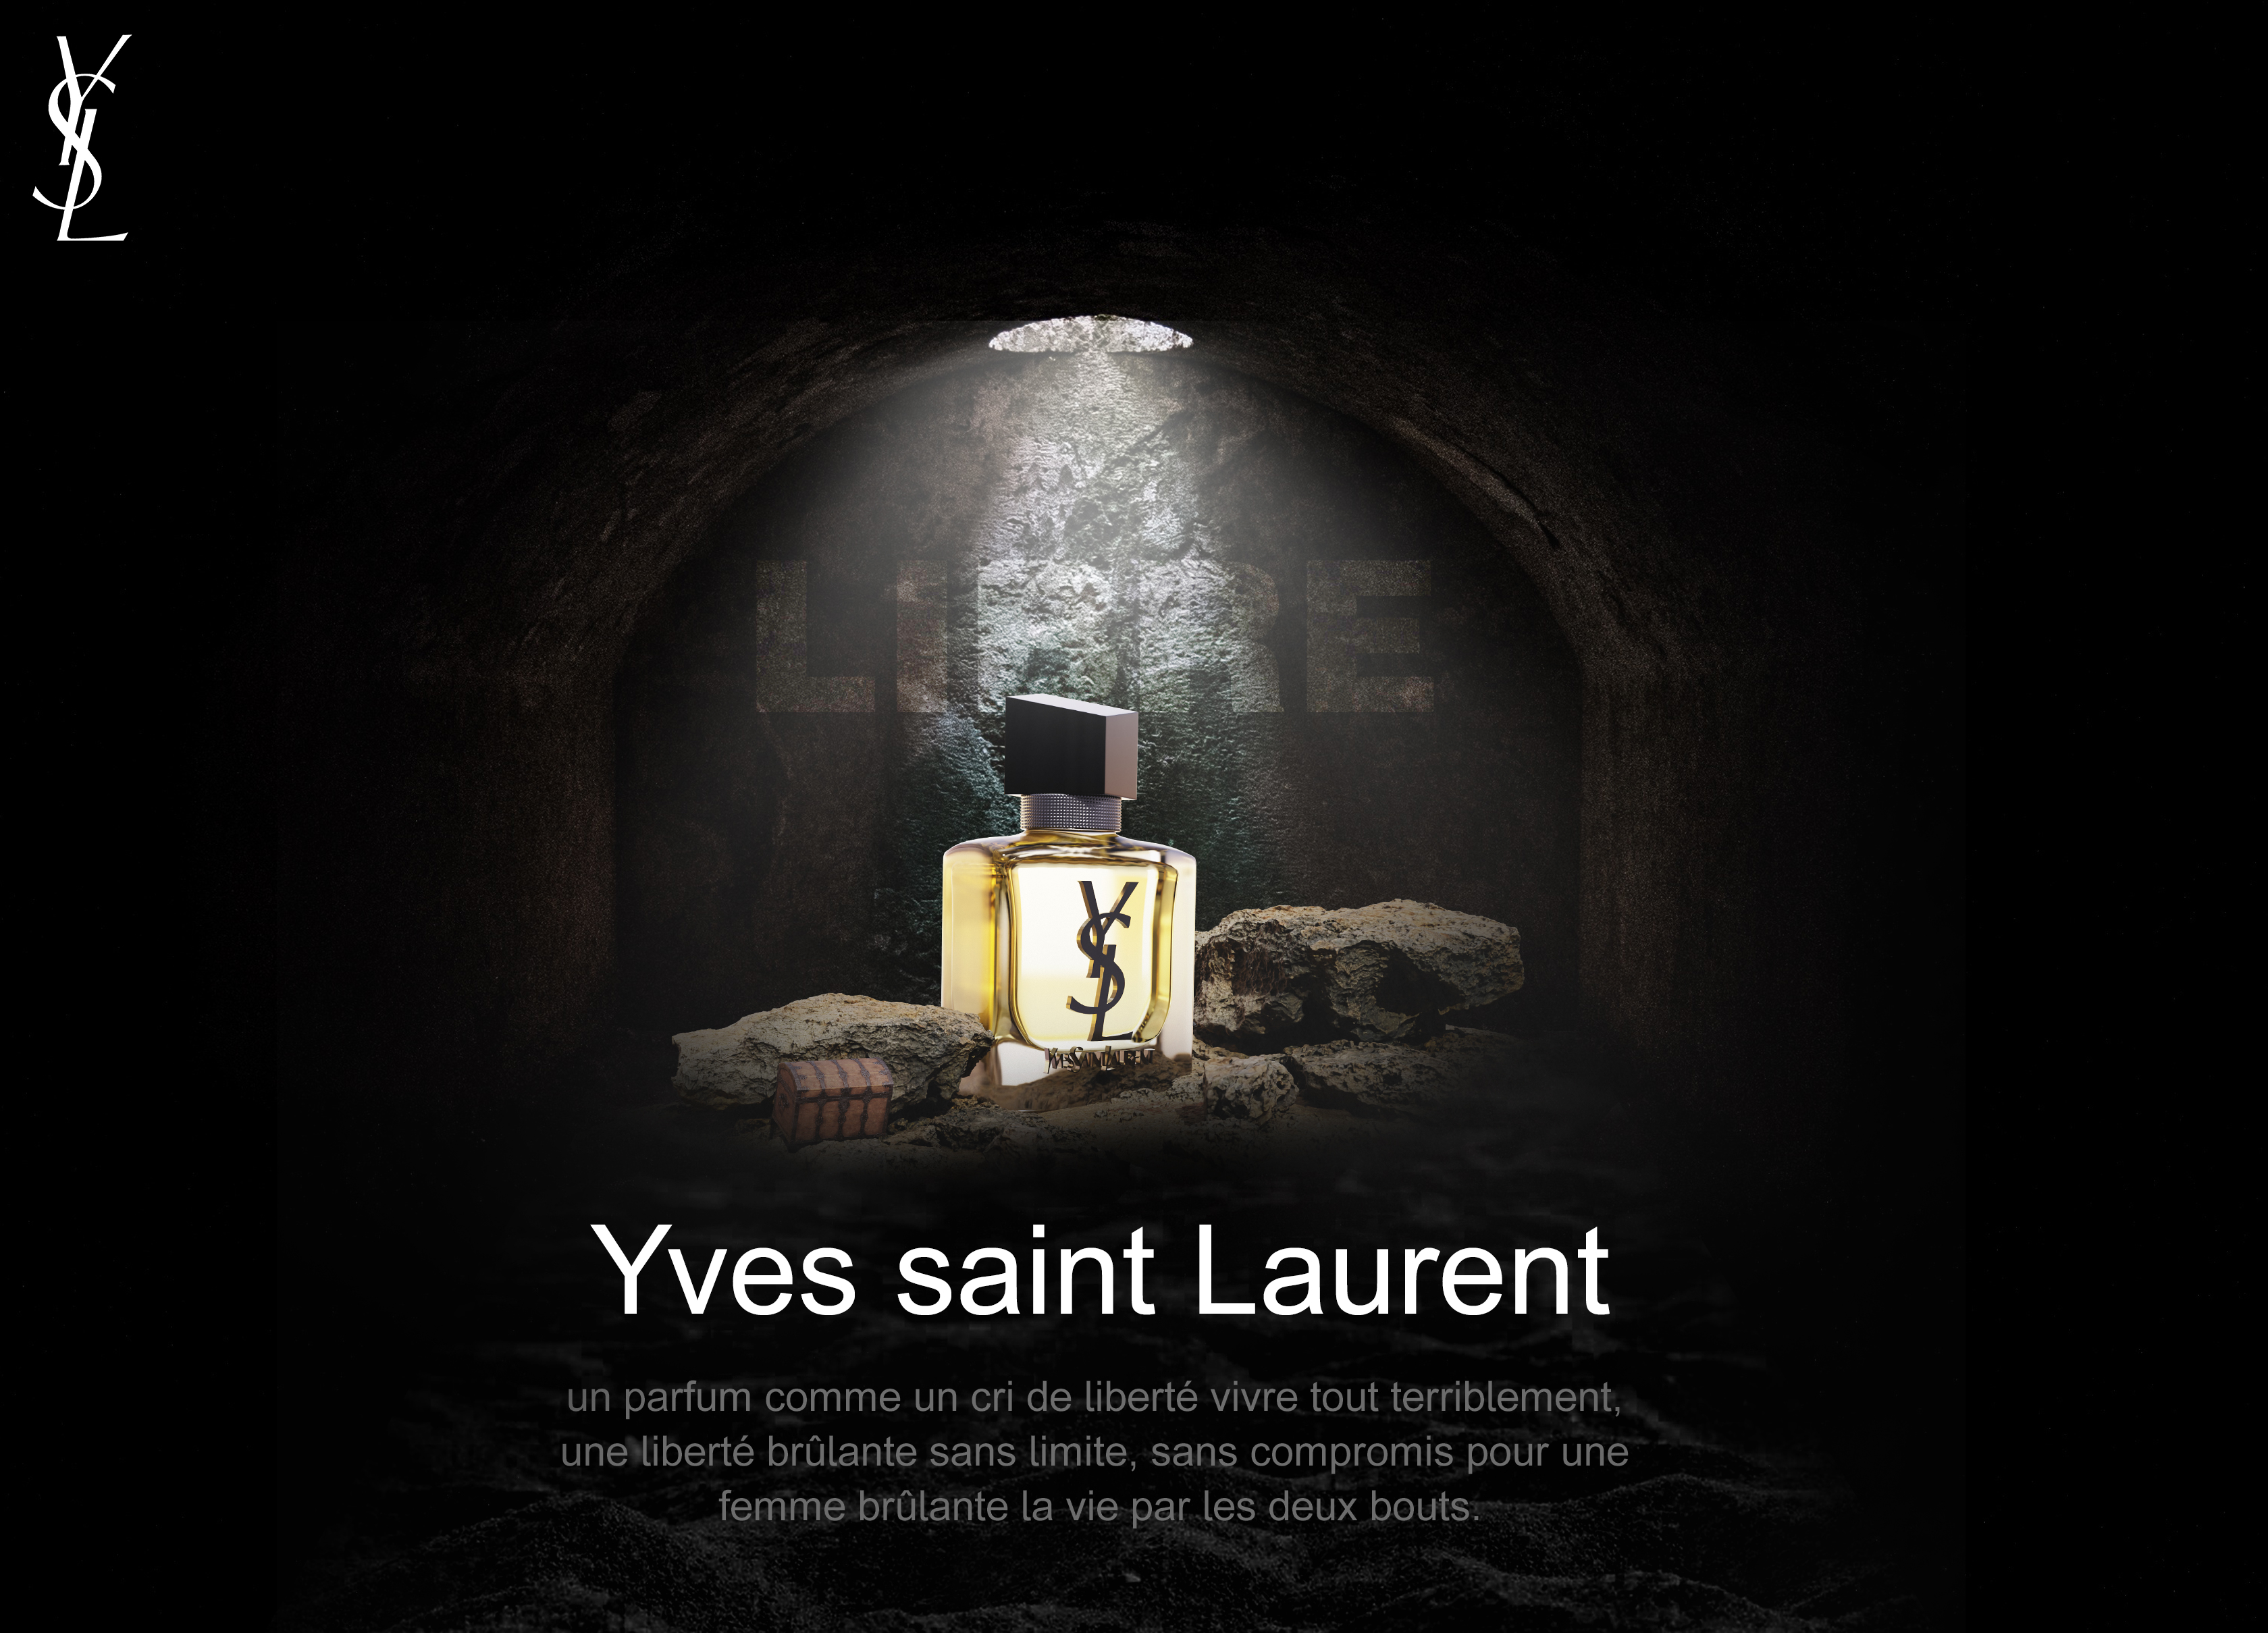 YSL
LIBRE
YSL
YVESSAINTLAURENT
Yves saint Laurent
un parfum comme un cri de liberté vivre tout terriblement,
une liberté brûlante sans limite, sans compromis pour une
femme brûlante la vie par les deux bouts.